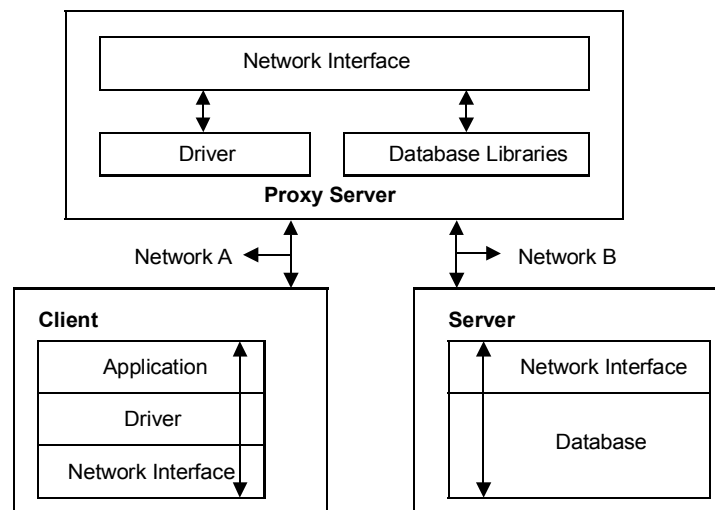 Network Interface
Driver
Database Libraries
Proxy Server
Network A
Network B
Client
Application
Driver
Network Interface
Server
Network Interface
Database